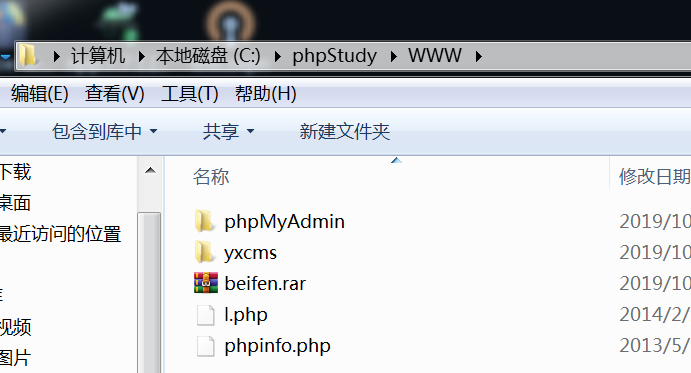 计算机 本地磁盘 (C:) phpStudy WWW
编辑(E) 查看(V) 工具(T) 帮助(H)
包含到库中 共享 新建文件夹
下载
桌面
最近访问的位置
视频
图片
名称 修改日期
phpMyAdmin 2019/10
yxcms 2019/10
beifen.rar 2019/10
l.php 2014/2/
phpinfo.php 2013/5/